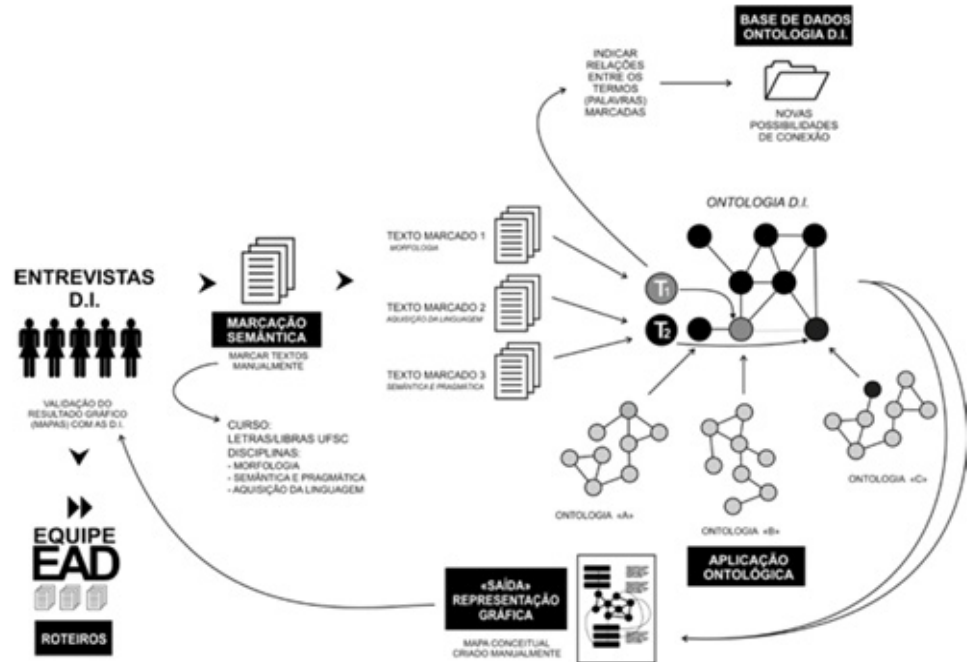 BASE DE DADOS
ONTOLOGIA D.I.
INDICAR
RELAÇÕES
ENTRE OS
TERMOS
(PALAVRAS)
MARCADAS
NOVAS
POSSIBILIDADES
DE CONEXÃO
ONTOLOGIA D.I.
TEXTO MARCADO 1
MORFOLOGIA
ENTREVISTAS
D.I.
T1
MARCAÇÃO
SEMÂNTICA
TEXTO MARCADO 2
AQUISIÇÃO DA LINGUAGEM
T2
MARCAR TEXTOS
MANUALMENTE
TEXTO MARCADO 3
SEMÂNTICA E PRAGMÁTICA
VALIDAÇÃO DO
RESULTADO GRÁFICO
(MAPAS) COM AS D.I.
CURSO:
LETRAS/LIBRAS UFSC
DISCIPLINAS:
- MORFOLOGIA
- SEMÂNTICA E PRAGMÁTICA
- AQUISIÇÃO DA LINGUAGEM
ONTOLOGIA «C»
ONTOLOGIA «A»
ONTOLOGIA «B»
EQUIPE
EAD
APLICAÇÃO
ONTOLÓGICA
«SAÍDA»
REPRESENTAÇÃO
GRÁFICA
ROTEIROS
MAPA CONCEITUAL
CRIADO MANUALMENTE